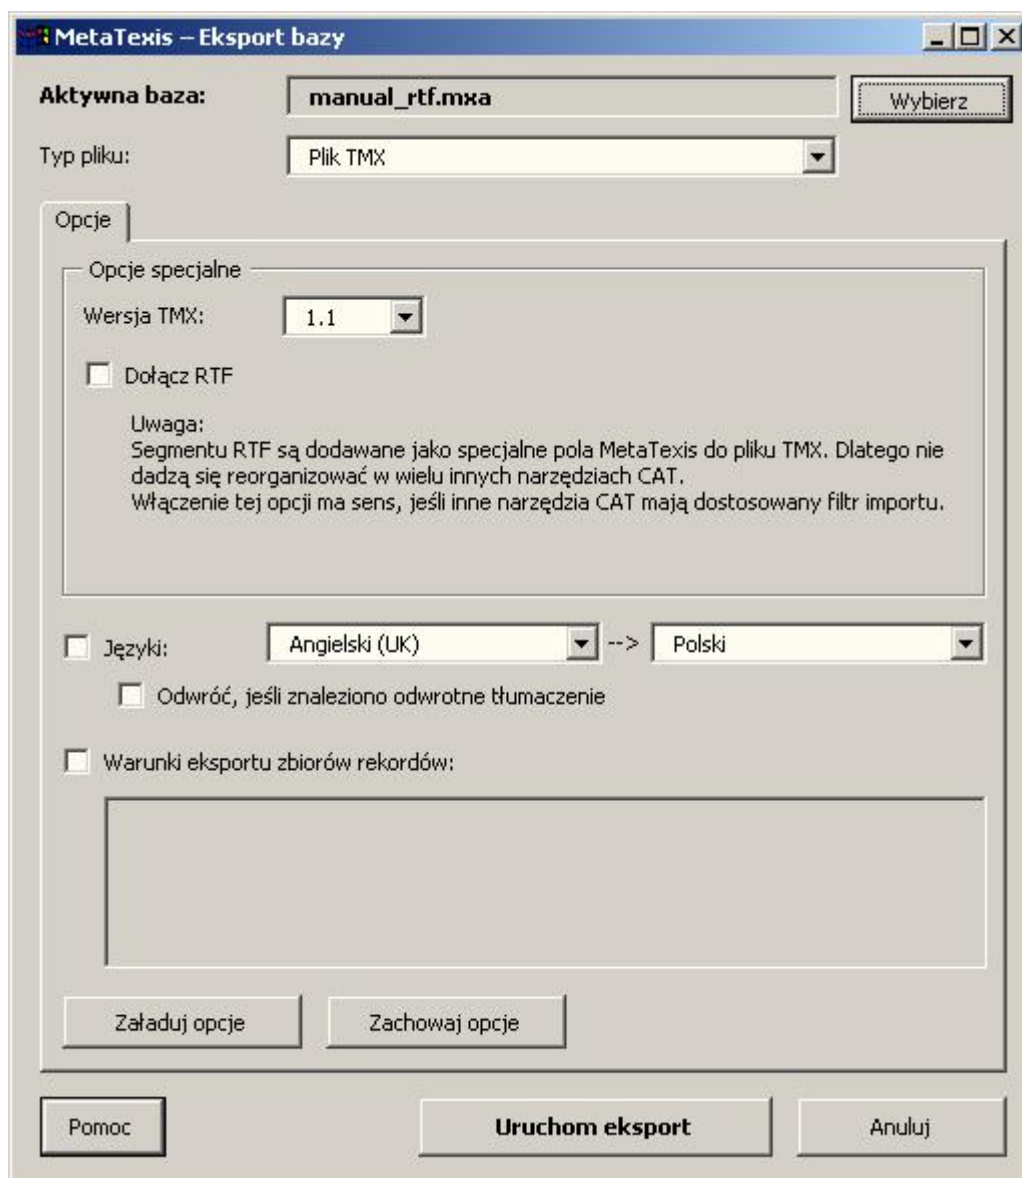 MetaTexis – Eksport bazy
Aktywna baza: manual_rtf.mxa Wybierz
Typ pliku: Plik TMX
Opcje
Opcje specjalne
Wersja TMX: 1.1
Dołącz RTF
Uwaga:
Segmentu RTF są dodawane jako specjalne pola MetaTexis do pliku TMX. Dlatego nie
dadzą się reorganizować w wielu innych narzędziach CAT.
Włączenie tej opcji ma sens, jeśli inne narzędzia CAT mają dostosowany filtr importu.
Języki: Angielski (UK) --> Polski
Odwróć, jeśli znaleziono odwrotne tłumaczenie
Warunki eksportu zbiorów rekordów:
Załaduj opcje Zachowaj opcje
Pomoc Uruchom eksport Anuluj